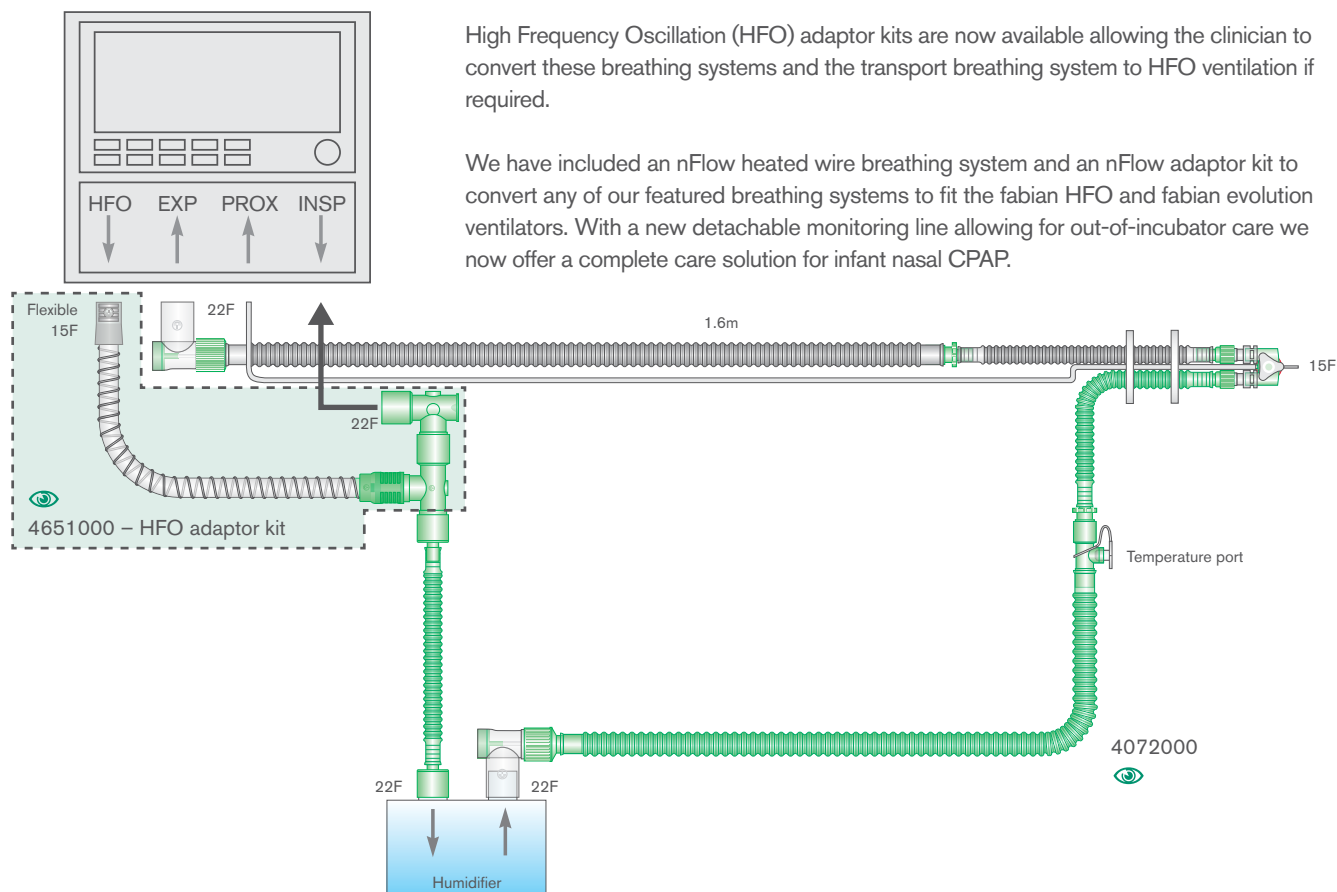 High Frequency Oscillation (HFO) adaptor kits are now available allowing the clinician to
convert these breathing systems and the transport breathing system to HFO ventilation if
required.
We have included an nFlow heated wire breathing system and an nFlow adaptor kit to
convert any of our featured breathing systems to fit the fabian HFO and fabian evolution
ventilators. With a new detachable monitoring line allowing for out-of-incubator care we
now offer a complete care solution for infant nasal CPAP.
HFO EXP PROX INSP
Flexible
15F
22F
1.6m
15F
22F
4651000 – HFO adaptor kit
Temperature port
4072000
22F
22F
Humidifier